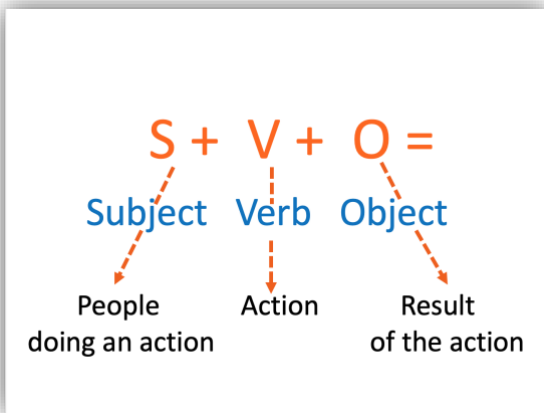 S + V + O =
Subject Verb Object
People Action Result
doing an action of the action